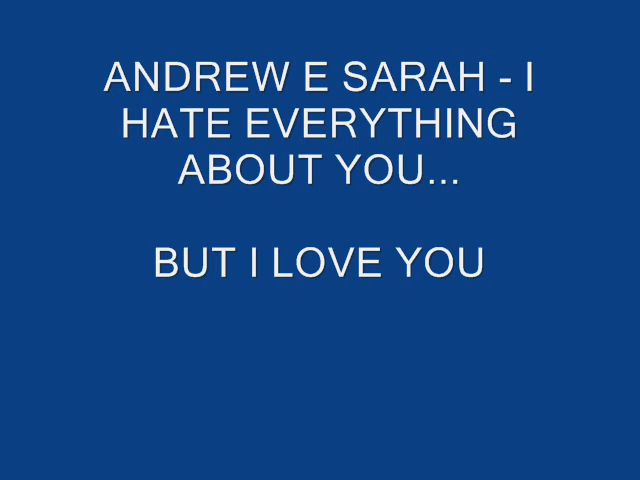 ANDREW E SARAH - I
HATE EVERYTHING
ABOUT YOU...
BUT I LOVE YOU